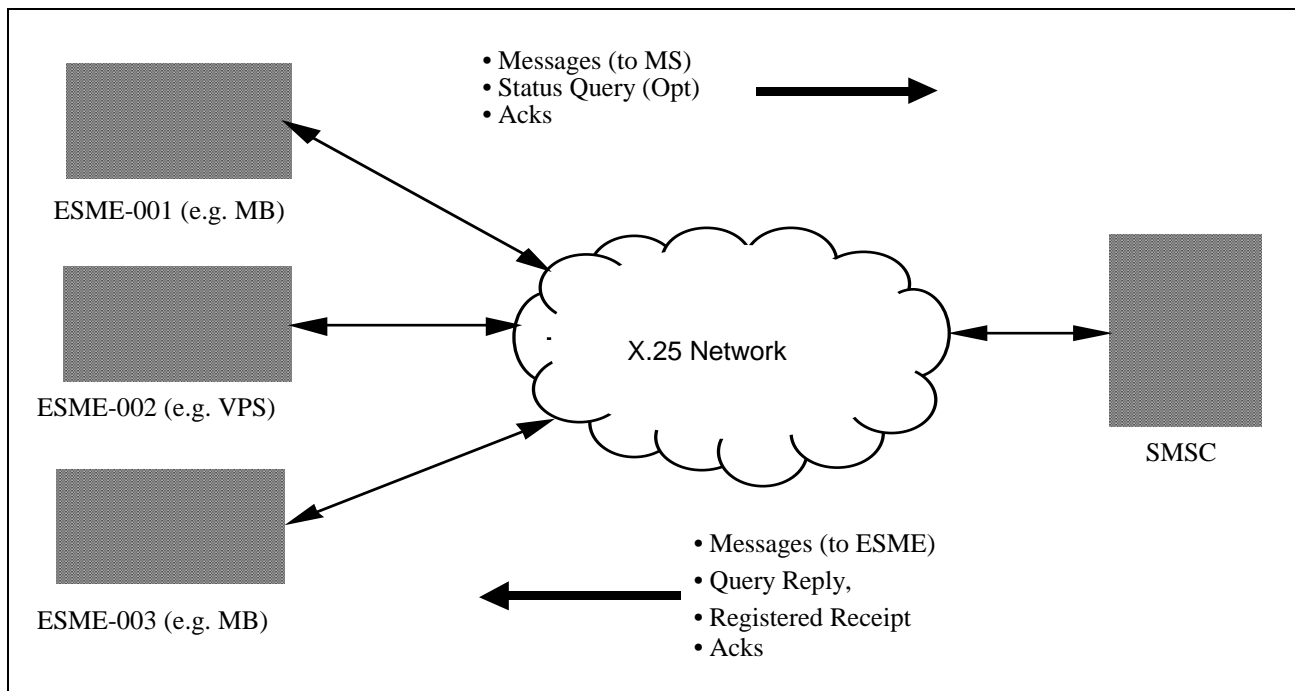 • Messages (to MS)
• Status Query (Opt)
• Acks
ESME-001 (e.g. MB)
X.25 Network
ESME-002 (e.g. VPS)
SMSC
• Messages (to ESME)
• Query Reply,
• Registered Receipt
• Acks
ESME-003 (e.g. MB)